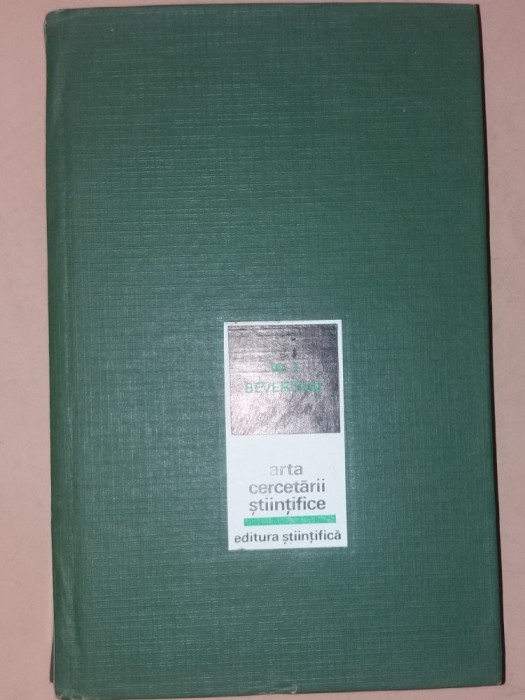 W. I.
BEVERIDGE
arta
cercetării
științifice
editura științifică